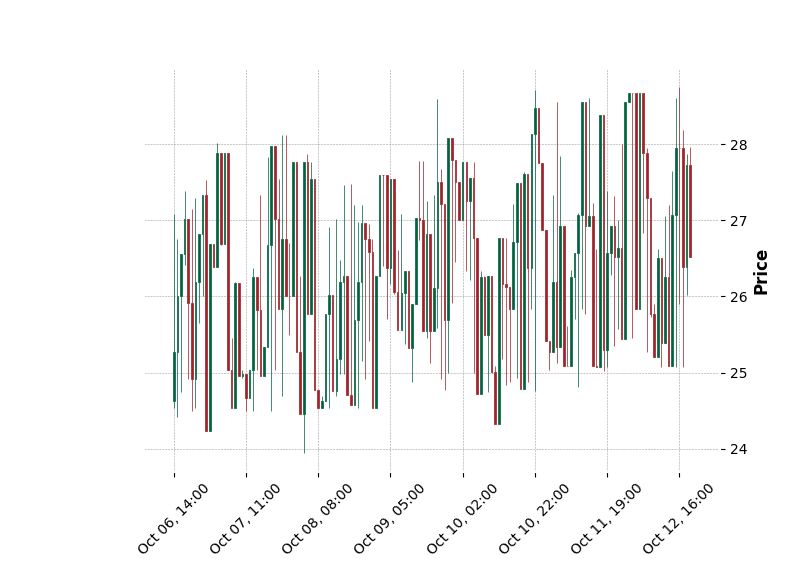 28
27
26
25
24
Price
Oct 06, 14:00
Oct 07, 11:00
Oct 08, 08:00
Oct 09, 05:00
Oct 10, 02:00
Oct 10, 22:00
Oct 11, 19:00
Oct 12, 16:00